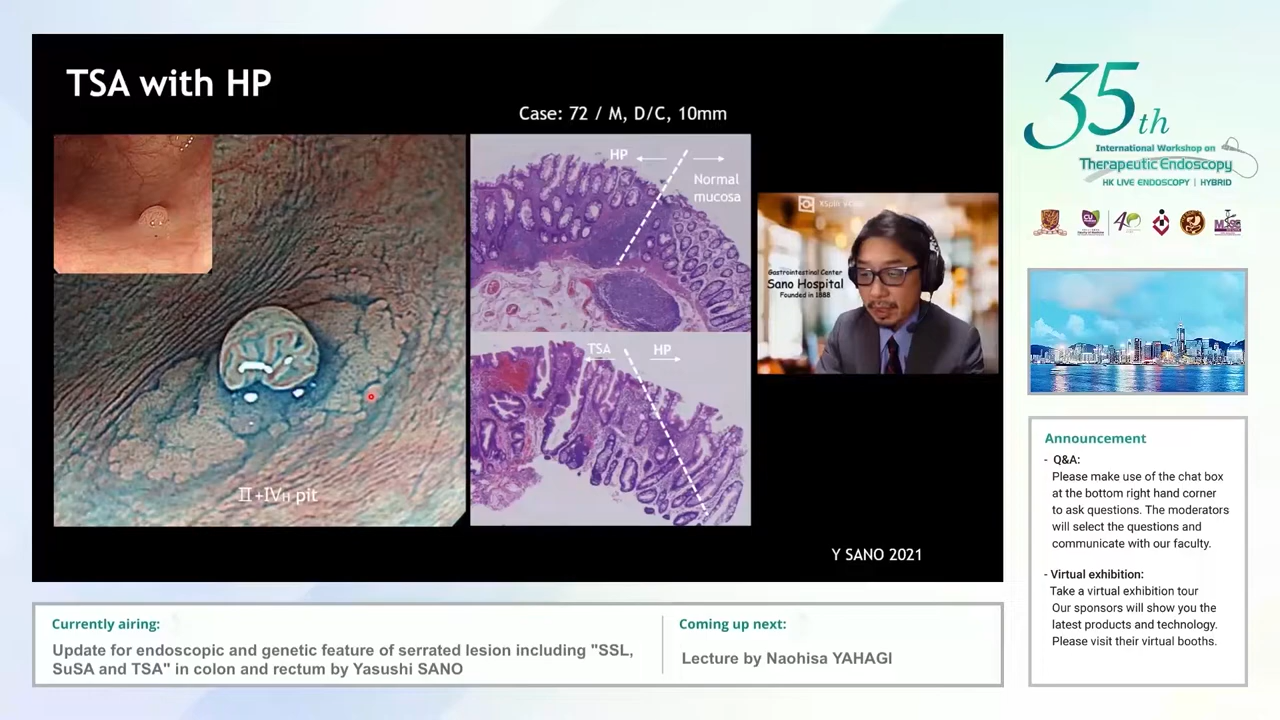 TSA with HP
Case: 72 / M, D/C, 10mm
HP
Normal
mucosa
TSA
HP
Ⅱ+ⅣH pit
Gastrointestinal Center
Sano Hospital
Founded in 1888
Y SANO 2021
35th
International Workshop on
Therapeutic Endoscopy
HK LIVE ENDOSCOPY | HYBRID
Announcement
- Q&A:
Please make use of the chat box
at the bottom right hand corner
to ask questions. The moderators
will select the questions and
communicate with our faculty.
- Virtual exhibition:
Take a virtual exhibition tour
Our sponsors will show you the
latest products and technology.
Please visit their virtual booths.
Currently airing:
Update for endoscopic and genetic feature of serrated lesion including "SSL,
SuSA and TSA" in colon and rectum by Yasushi SANO
Coming up next:
Lecture by Naohisa YAHAGI